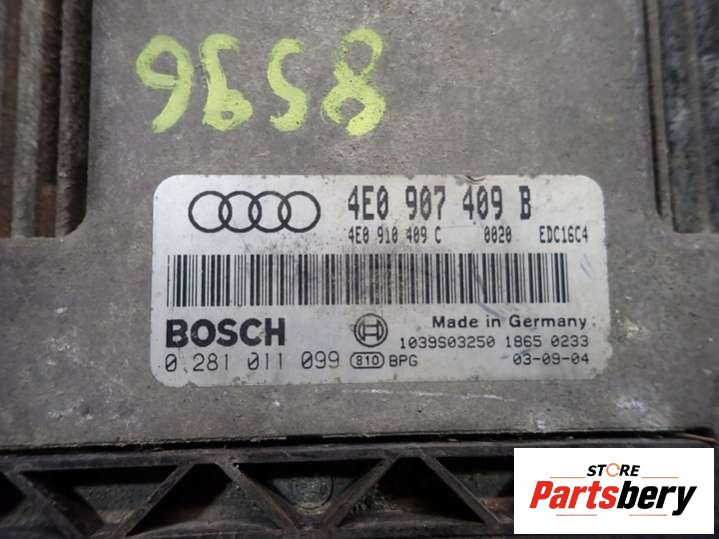 9658
4E0 907 409 B
4E0 910 409 C 0020 EDC16C4
BOSCH Made in Germany
1039S03250 1865 0233
0 281 011 099 810 BPG 03-09-04
STORE
Partsbery